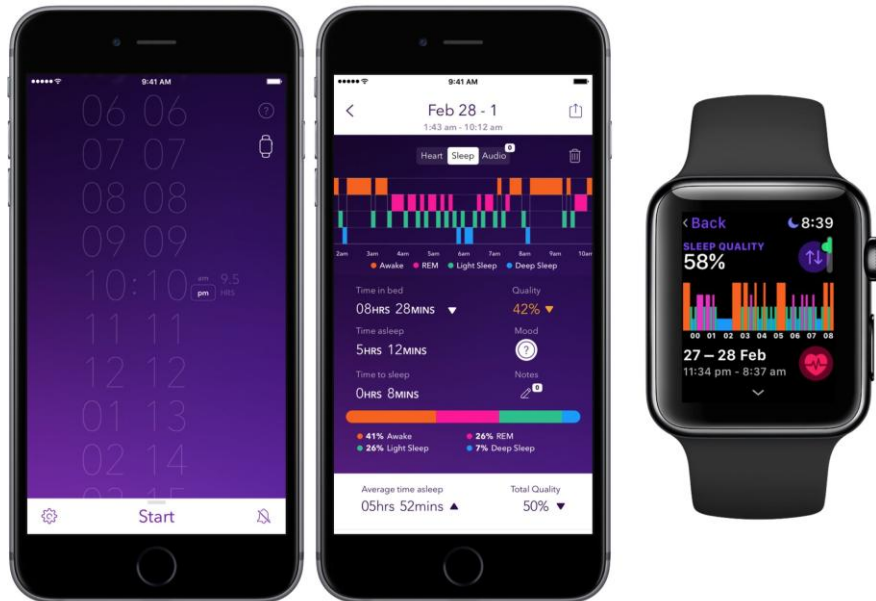 9:41 AM
06 06
?
07 07
08 08
09 09
10:10 am pm 9.5 HRS
11 11
12 12
01 13
02 14
03 15
Start
9:41 AM
Feb 28 - 1
1:43 am - 10:12 am
Heart Sleep Audio 0
2am 3am 4am 5am 6am 7am 8am 9am 10am
Awake REM Light Sleep Deep Sleep
Time in bed Quality
08HRS 28MINS ▼ 42% ▼
Time asleep Mood
5HRS 12MINS ?
Time to sleep Notes
0HRS 8MINS 0
41% Awake 26% REM
26% Light Sleep 7% Deep Sleep
Average time asleep Total Quality
05hrs 52mins ▲ 50% ▼
<Back 8:39
SLEEP QUALITY
58%
00 01 02 03 04 05 06 07 08
27 – 28 Feb
11:34 pm - 8:37 am